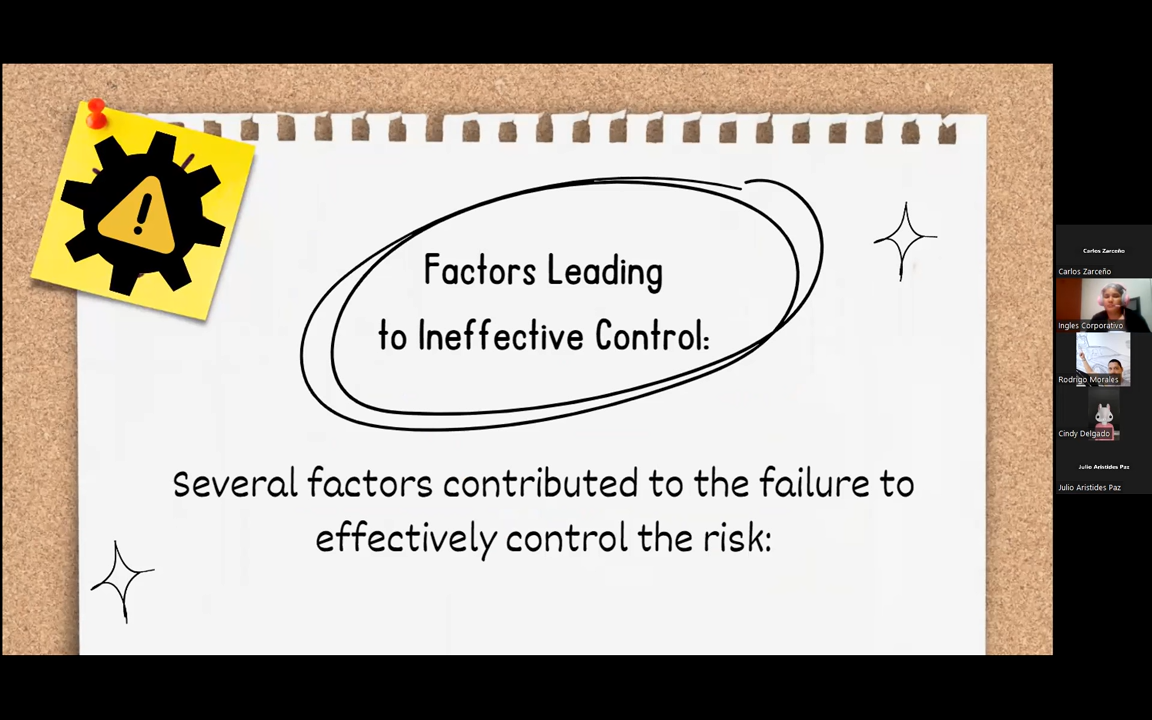 Factors Leading
to Ineffective Control:
Several factors contributed to the failure to
effectively control the risk:
Carlos Zarceño
Carlos Zarceño
Ingles Corporativo
Rodrigo Morales
Cindy Delgado
Julio Aristides Paz
Julio Aristides Paz